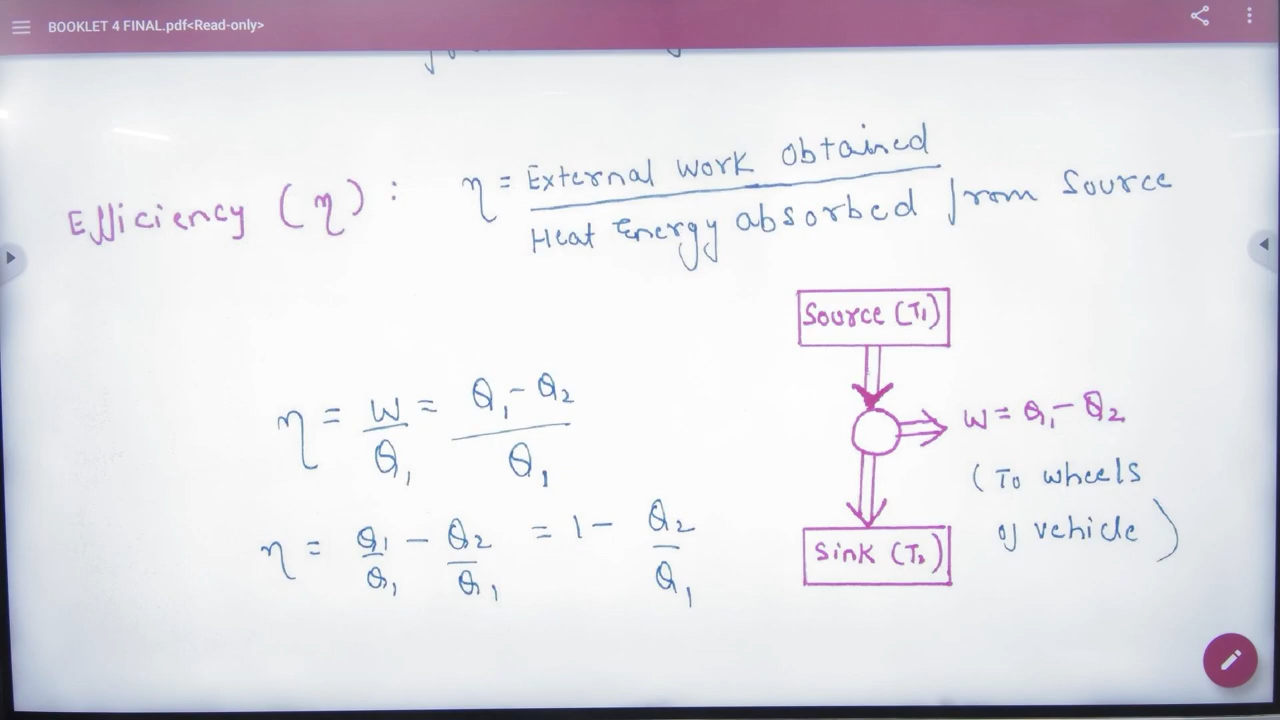 BOOKLET 4 FINAL.pdf<Read-only>
Efficiency (η) : η = External work obtained / Heat Energy absorbed from Source
Source (T₁)
η = W/Q₁ = Q₁ - Q₂ / Q₁
W = Q₁ - Q₂
(To wheels
of vehicle)
η = Q₁/Q₁ - Q₂/Q₁ = 1 - Q₂/Q₁
Sink (T₂)